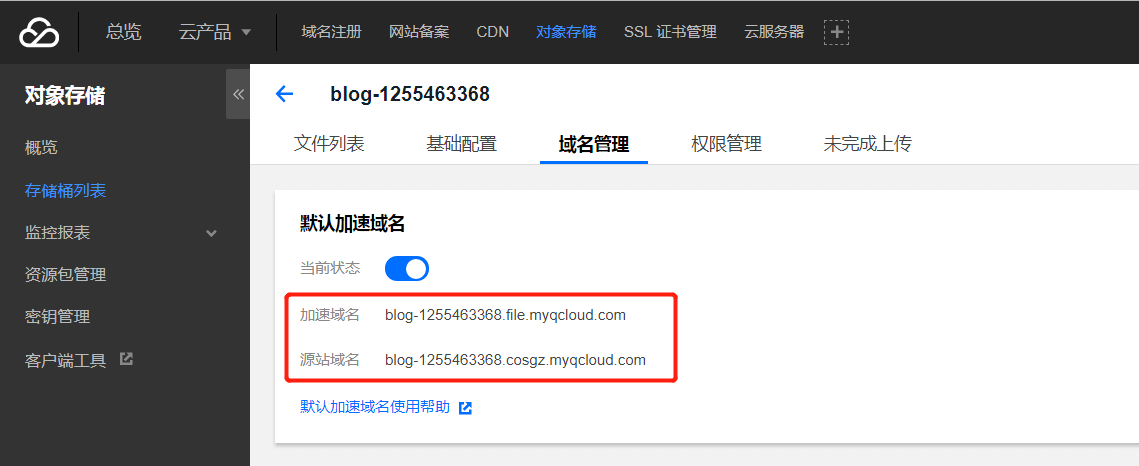 总览 云产品 域名注册 网站备案 CDN 对象存储 SSL 证书管理 云服务器
对象存储
概览
存储桶列表
监控报表
资源包管理
密钥管理
客户端工具
blog-1255463368
文件列表 基础配置 域名管理 权限管理 未完成上传
默认加速域名
当前状态
加速域名 blog-1255463368.file.myqcloud.com
源站域名 blog-1255463368.cosgz.myqcloud.com
默认加速域名使用帮助